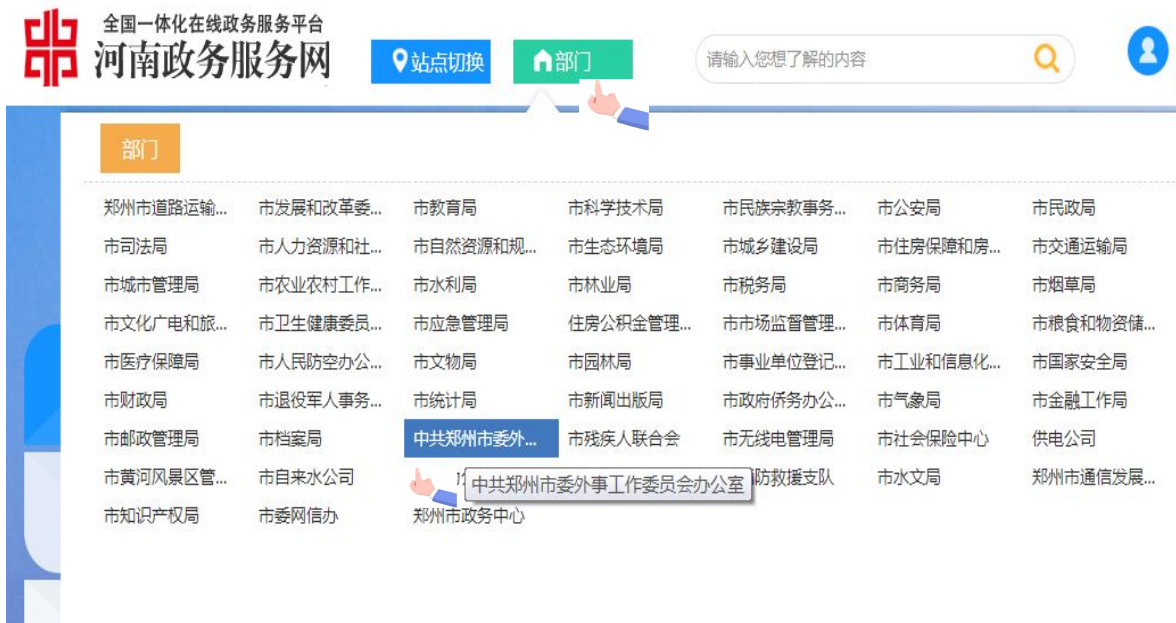 全国一体化在线政务服务平台
河南政务服务网
站点切换
部门
请输入您想了解的内容
部门
郑州市道路运输... 市发展和改革委... 市教育局 市科学技术局 市民族宗教事务... 市公安局 市民政局
市司法局 市人力资源和社... 市自然资源和规... 市生态环境局 市城乡建设局 市住房保障和房... 市交通运输局
市城市管理局 市农业农村工作... 市水利局 市林业局 市税务局 市商务局 市烟草局
市文化广电和旅... 市卫生健康委员... 市应急管理局 住房公积金管理... 市市场监督管理... 市体育局 市粮食和物资储...
市医疗保障局 市人民防空办公... 市文物局 市园林局 市事业单位登记... 市工业和信息化... 市国家安全局
市财政局 市退役军人事务... 市统计局 市新闻出版局 市政府侨务办公... 市气象局 市金融工作局
市邮政管理局 市档案局 中共郑州市委外... 市残疾人联合会 市无线电管理局 市社会保险中心 供电公司
市黄河风景区管... 市自来水公司 防救援支队 市水文局 郑州市通信发展...
中共郑州市委外事工作委员会办公室
市知识产权局 市委网信办 郑州市政务中心